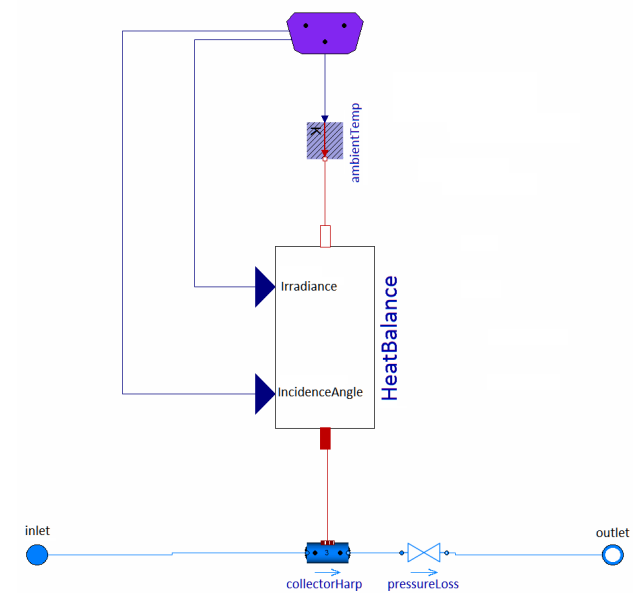 K
ambientTemp
Irradiance
HeatBalance
IncidenceAngle
inlet
outlet
3
collectorHarp
pressureLoss